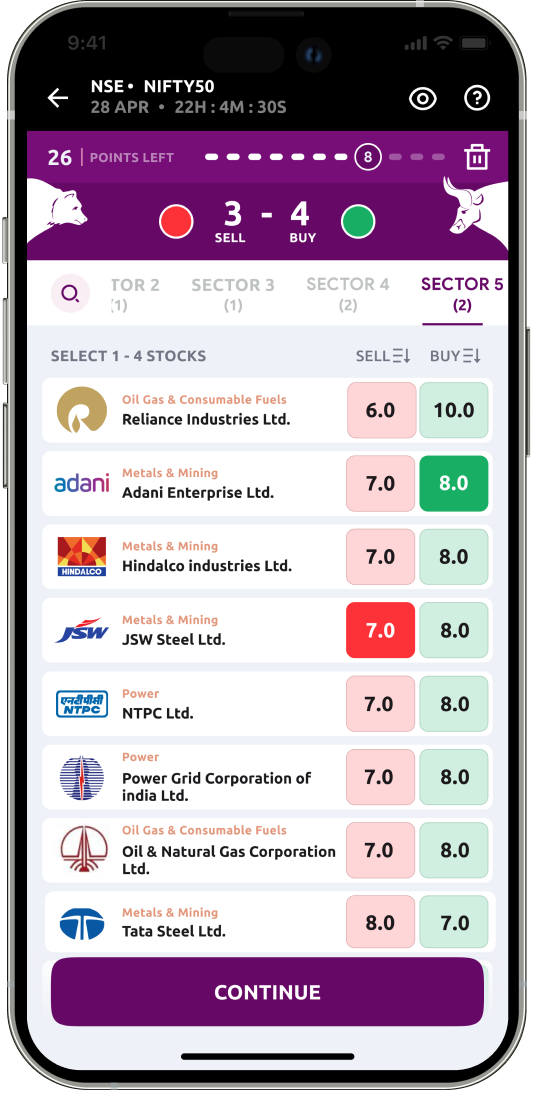 9:41
NSE • NIFTY50
28 APR • 22H : 4M : 30S
26 | POINTS LEFT
8
3 - 4
SELL BUY
TOR 2 (1)
SECTOR 3 (1)
SECTOR 4 (2)
SECTOR 5 (2)
SELECT 1 - 4 STOCKS SELL BUY
Oil Gas & Consumable Fuels
Reliance Industries Ltd.
6.0 10.0
adani
Metals & Mining
Adani Enterprise Ltd.
7.0 8.0
HINDALCO
Metals & Mining
Hindalco industries Ltd.
7.0 8.0
JSW
Metals & Mining
JSW Steel Ltd.
7.0 8.0
एनटीपीसी
NTPC
Power
NTPC Ltd.
7.0 8.0
Power
Power Grid Corporation of
india Ltd.
7.0 8.0
Oil Gas & Consumable Fuels
Oil & Natural Gas Corporation
Ltd.
7.0 8.0
Metals & Mining
Tata Steel Ltd.
8.0 7.0
CONTINUE